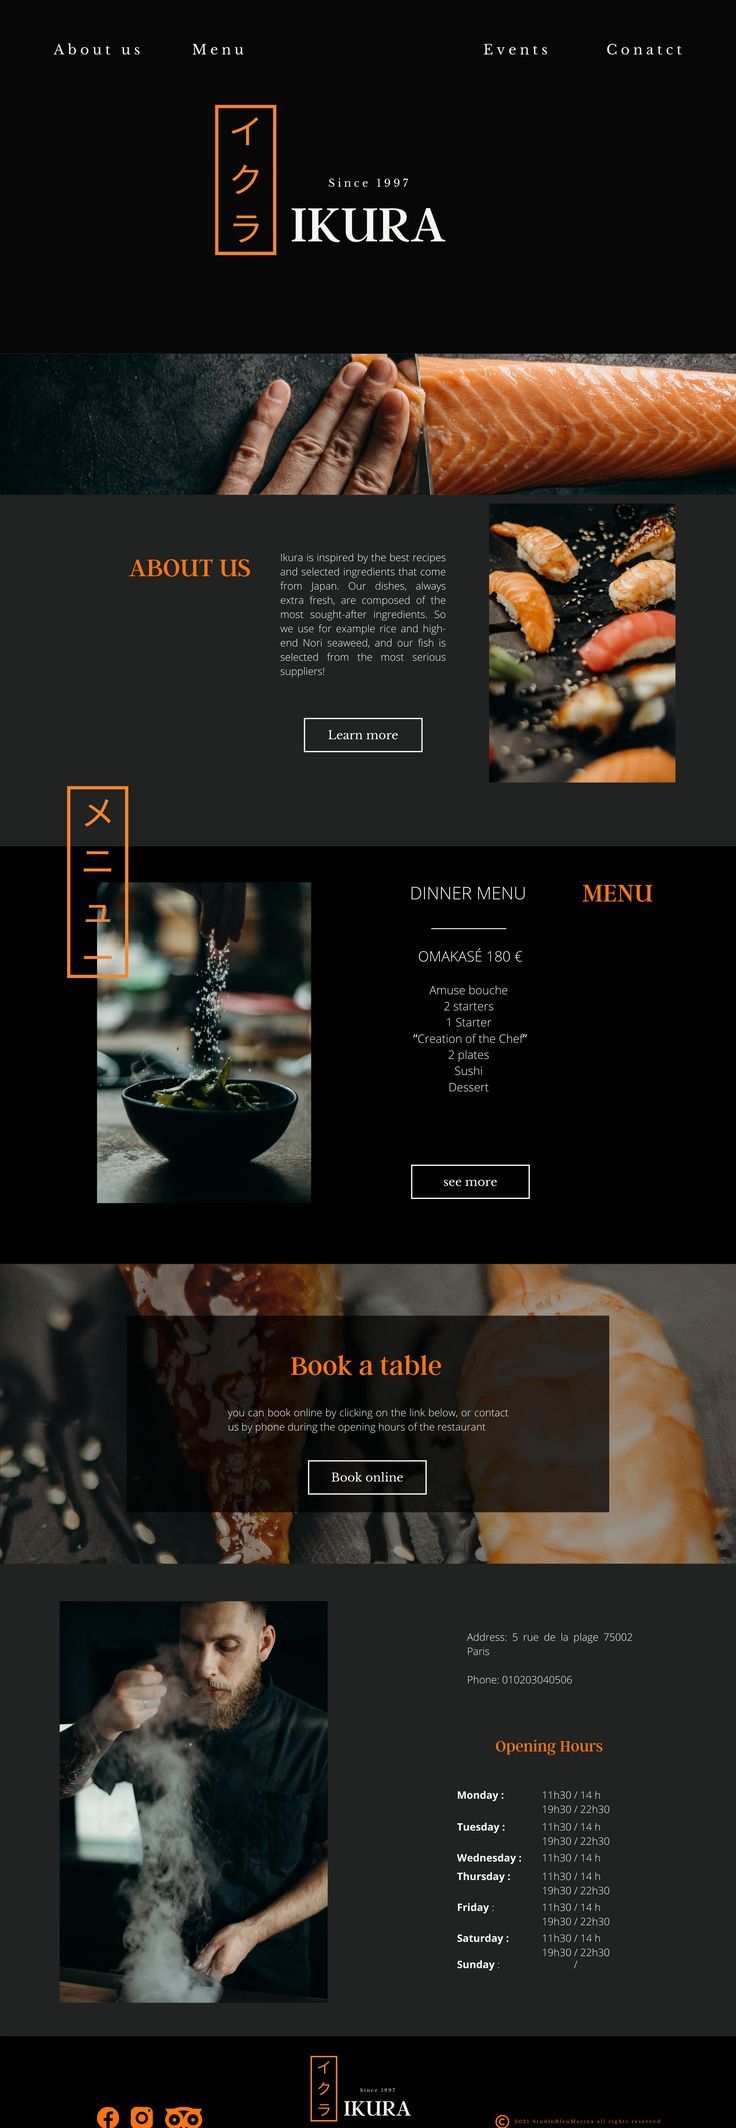 About us Menu Events Conatct
イクラ
Since 1997
IKURA
ABOUT US
Ikura is inspired by the best recipes
and selected ingredients that come
from Japan. Our dishes, always
extra fresh, are composed of the
most sought-after ingredients. So
we use for example rice and high-
end Nori seaweed, and our fish is
selected from the most serious
suppliers!
Learn more
メニュー
DINNER MENU
MENU
OMAKASÉ 180 €
Amuse bouche
2 starters
1 Starter
"Creation of the Chef"
2 plates
Sushi
Dessert
see more
Book a table
you can book online by clicking on the link below, or contact
us by phone during the opening hours of the restaurant
Book online
Address: 5 rue de la plage 75002
Paris
Phone: 010203040506
Opening Hours
Monday : 11h30 / 14 h
19h30 / 22h30
Tuesday : 11h30 / 14 h
19h30 / 22h30
Wednesday : 11h30 / 14 h
Thursday : 11h30 / 14 h
19h30 / 22h30
Friday : 11h30 / 14 h
19h30 / 22h30
Saturday : 11h30 / 14 h
19h30 / 22h30
Sunday : /
イクラ
Since 1997
IKURA
© 2021 StudioBleuMarina all rights reserved